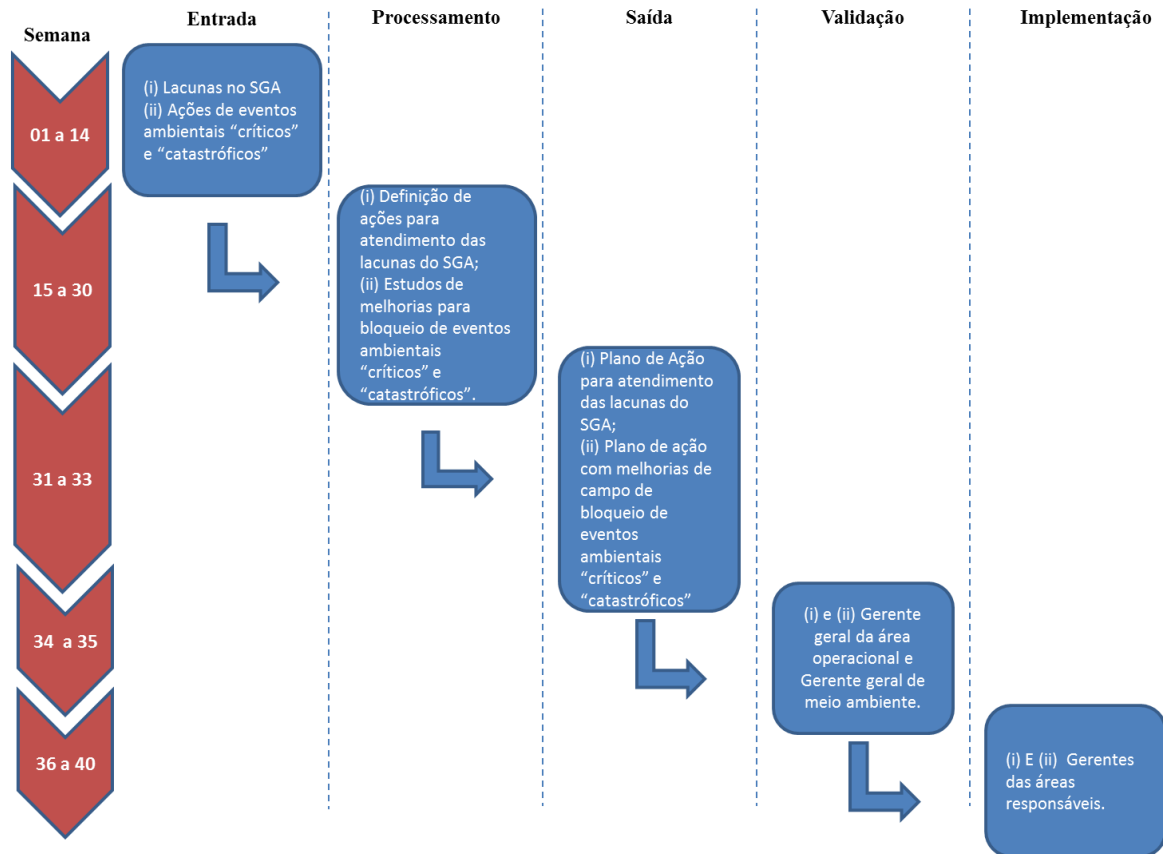 Semana
Entrada
Processamento
Saída
Validação
Implementação
01 a 14
(i) Lacunas no SGA
(ii) Ações de eventos
ambientais “críticos”
e “catastróficos”
15 a 30
(i) Definição de
ações para
atendimento das
lacunas do SGA;
(ii) Estudos de
melhorias para
bloqueio de eventos
ambientais
“críticos” e
“catastróficos”.
31 a 33
(i) Plano de Ação
para atendimento
das lacunas do
SGA;
(ii) Plano de ação
com melhorias de
campo de
bloqueio de
eventos
ambientais
“críticos” e
“catastróficos”
34 a 35
(i) e (ii) Gerente
geral da área
operacional e
Gerente geral de
meio ambiente.
36 a 40
(i) E (ii) Gerentes
das áreas
responsáveis.